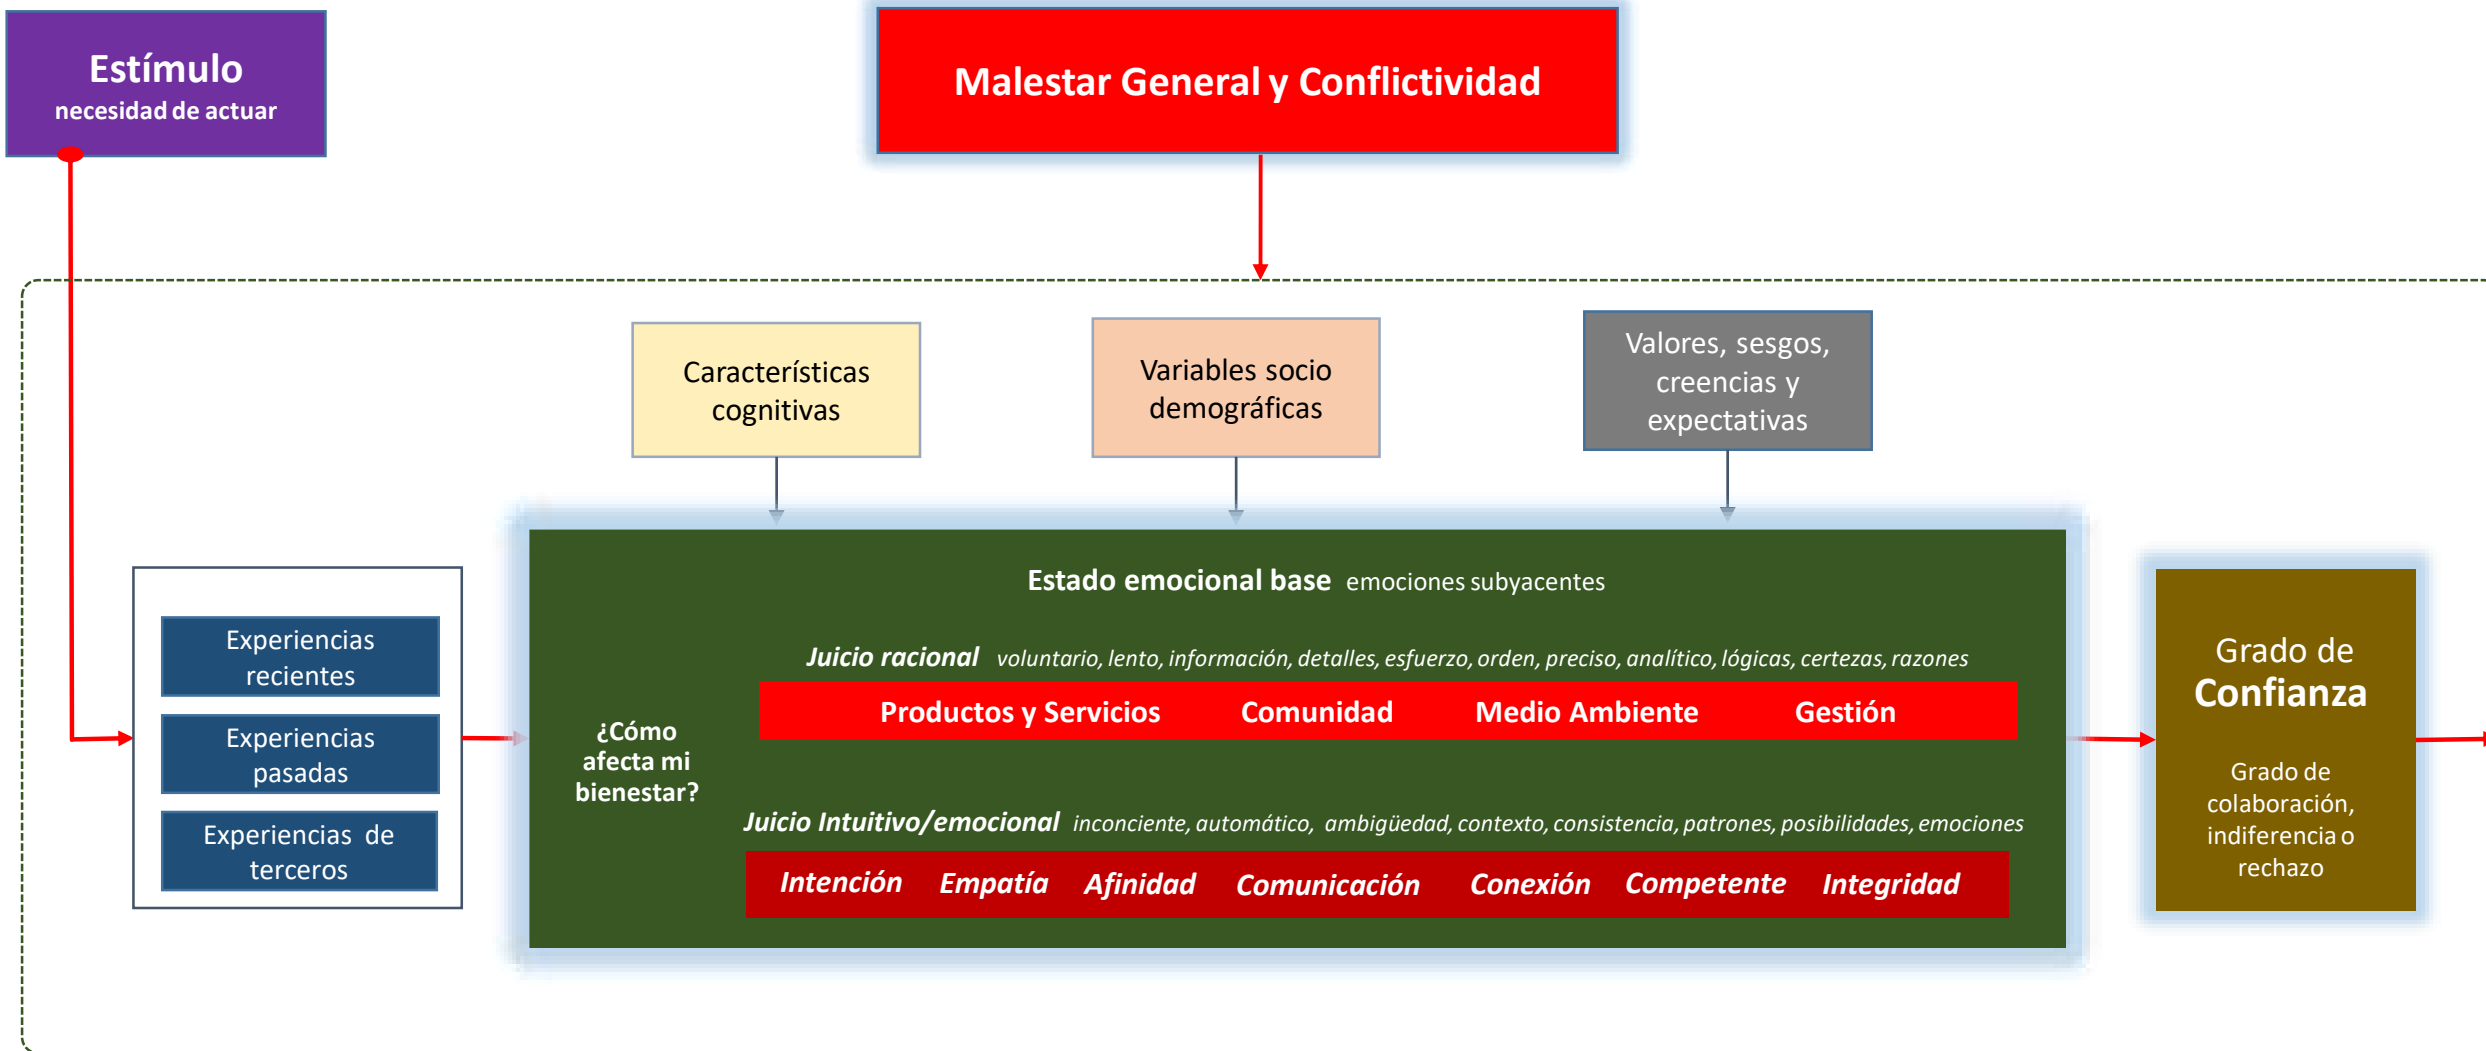 Estímulo
necesidad de actuar
Malestar General y Conflictividad
Características
cognitivas
Variables socio
demográficas
Valores, sesgos,
creencias y
expectativas
Experiencias
recientes
Experiencias
pasadas
Experiencias de
terceros
¿Cómo
afecta mi
bienestar?
Estado emocional base emociones subyacentes
Juicio racional voluntario, lento, información, detalles, esfuerzo, orden, preciso, analítico, lógicas, certezas, razones
Productos y Servicios Comunidad Medio Ambiente Gestión
Juicio Intuitivo/emocional inconciente, automático, ambigüedad, contexto, consistencia, patrones, posibilidades, emociones
Intención Empatía Afinidad Comunicación Conexión Competente Integridad
Grado de
Confianza
Grado de
colaboración,
indiferencia o
rechazo